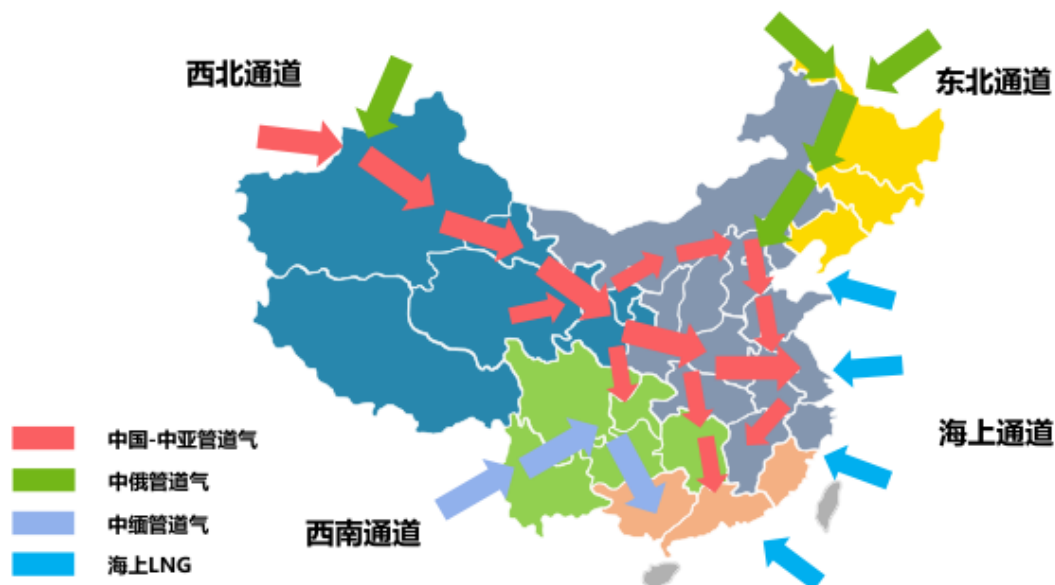 西北通道
东北通道
海上通道
西南通道
中国-中亚管道气
中俄管道气
中缅管道气
海上LNG